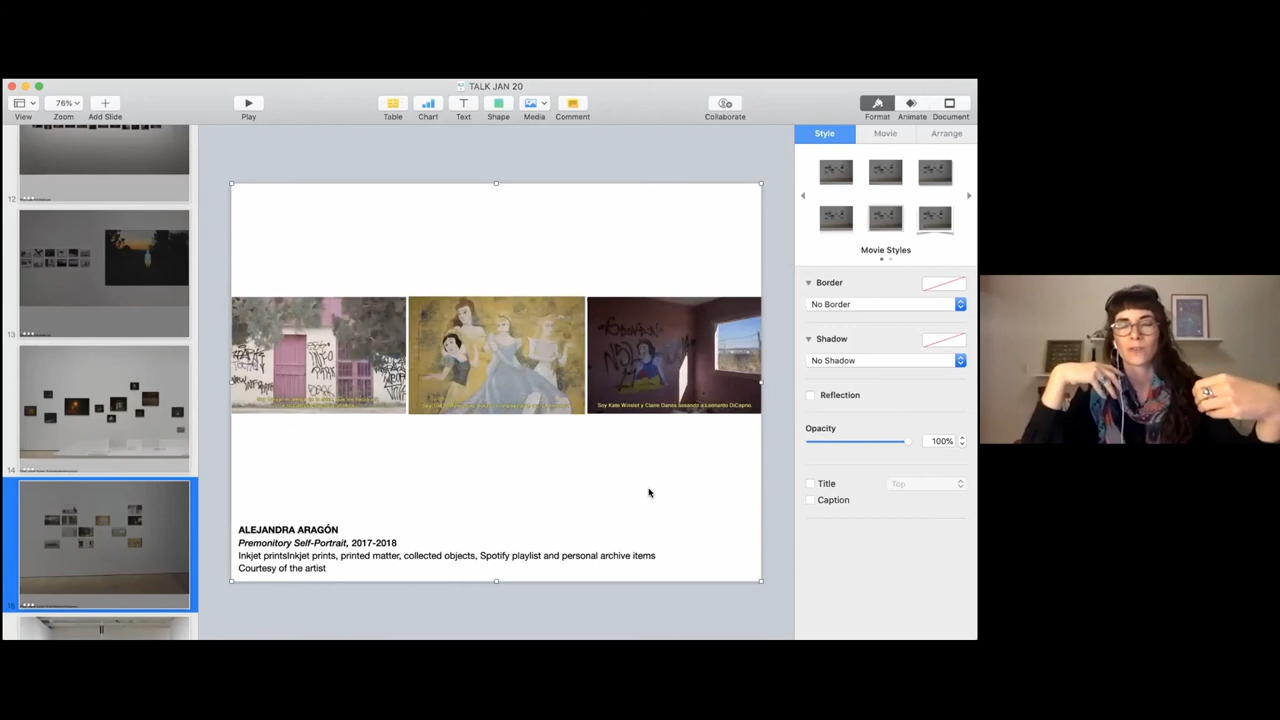 TALK JAN 20
76%
View
Zoom
Add Slide
Play
Table
Chart
Text
Shape
Media
Comment
Collaborate
Format
Animate
Document
Style
Movie
Arrange
12
13
14
15
Movie Styles
Border
No Border
Shadow
No Shadow
Reflection
Opacity
100%
Title
Top
Caption
Soy Kate Winslet y Claire Danes besando a Leonardo DiCaprio.
ALEJANDRA ARAGÓN
Premonitory Self-Portrait, 2017-2018
Inkjet printsInkjet prints, printed matter, collected objects, Spotify playlist and personal archive items
Courtesy of the artist